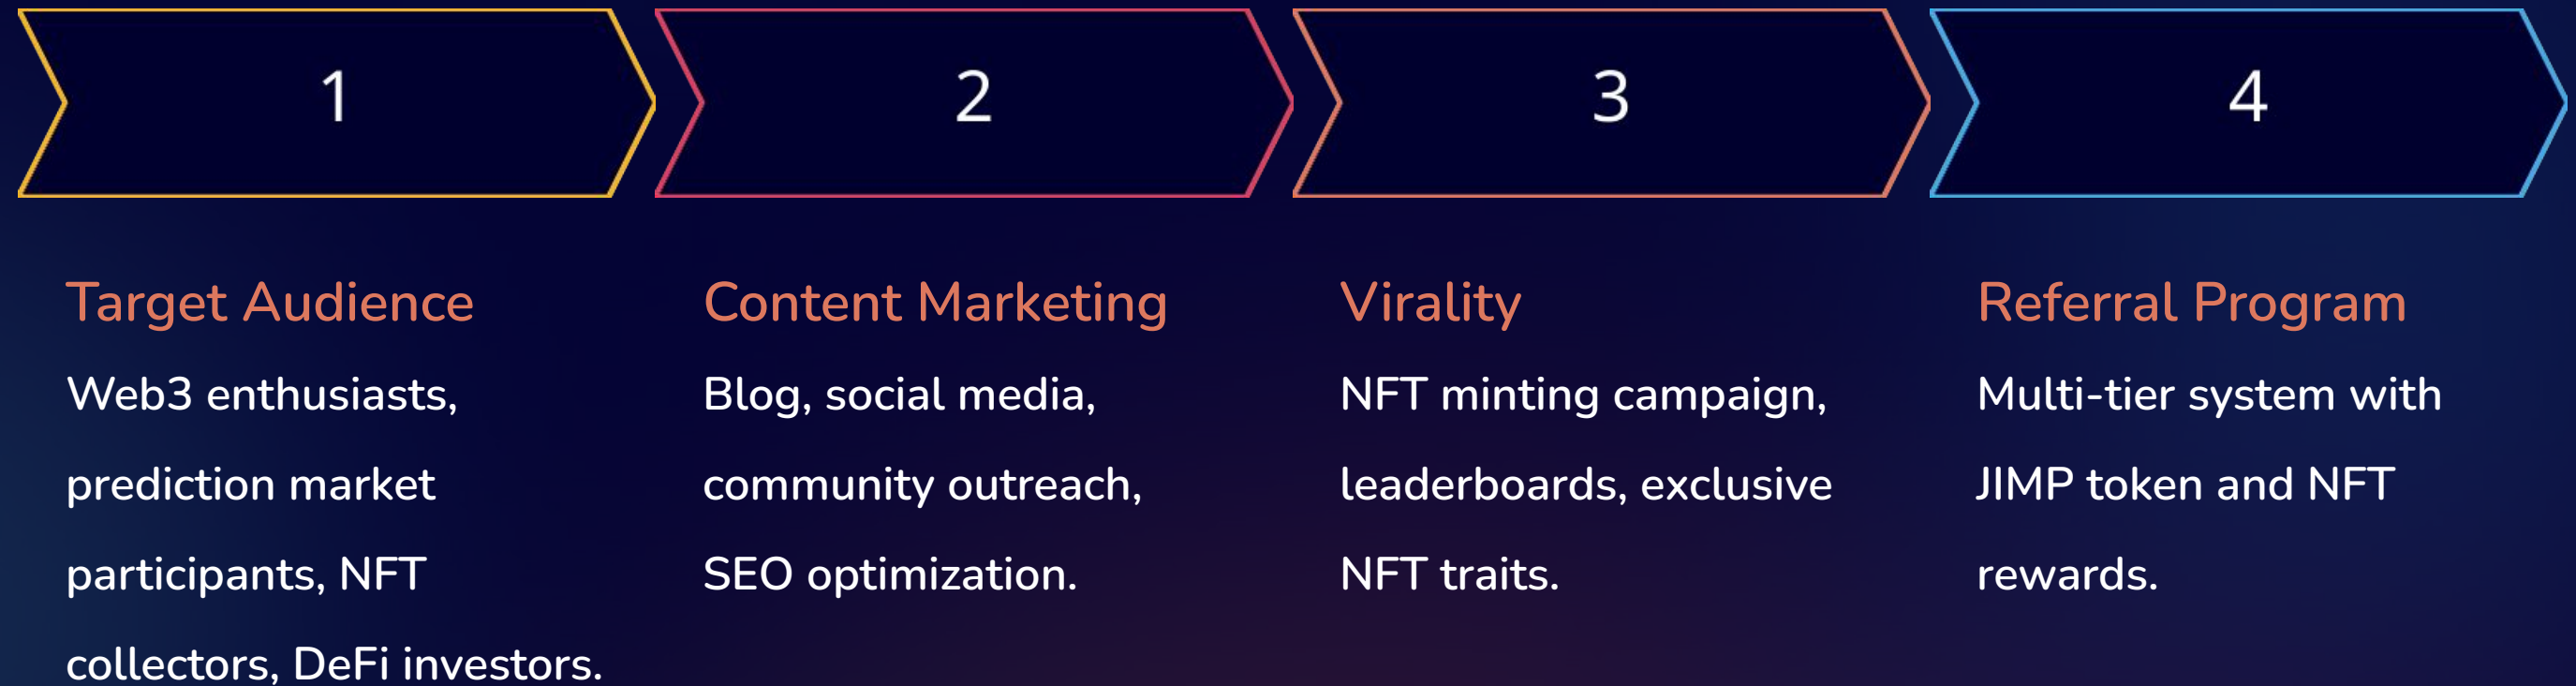 1
2
3
4
Target Audience
Web3 enthusiasts,
prediction market
participants, NFT
collectors, DeFi investors.
Content Marketing
Blog, social media,
community outreach,
SEO optimization.
Virality
NFT minting campaign,
leaderboards, exclusive
NFT traits.
Referral Program
Multi-tier system with
JIMP token and NFT
rewards.